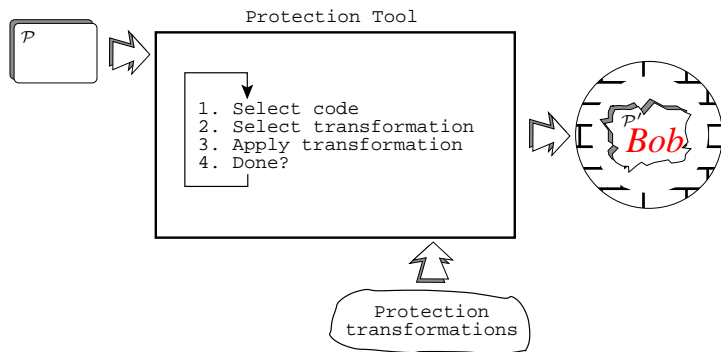 Protection Tool
𝒫
1. Select code
2. Select transformation
3. Apply transformation
4. Done?
𝒫'
Bob
Protection
transformations